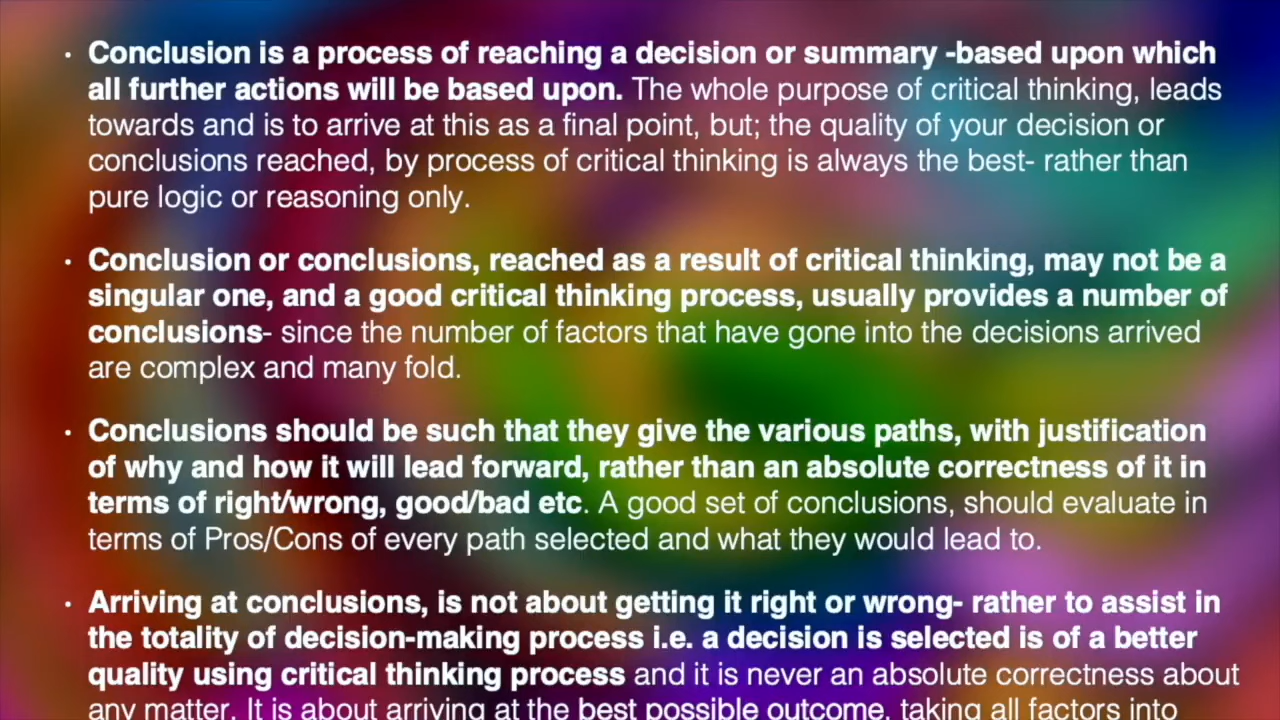 • Conclusion is a process of reaching a decision or summary -based upon which
all further actions will be based upon. The whole purpose of critical thinking, leads
towards and is to arrive at this as a final point, but; the quality of your decision or
conclusions reached, by process of critical thinking is always the best- rather than
pure logic or reasoning only.
• Conclusion or conclusions, reached as a result of critical thinking, may not be a
singular one, and a good critical thinking process, usually provides a number of
conclusions- since the number of factors that have gone into the decisions arrived
are complex and many fold.
• Conclusions should be such that they give the various paths, with justification
of why and how it will lead forward, rather than an absolute correctness of it in
terms of right/wrong, good/bad etc. A good set of conclusions, should evaluate in
terms of Pros/Cons of every path selected and what they would lead to.
• Arriving at conclusions, is not about getting it right or wrong- rather to assist in
the totality of decision-making process i.e. a decision is selected is of a better
quality using critical thinking process and it is never an absolute correctness about
any matter. It is about arriving at the best possible outcome, taking all factors into